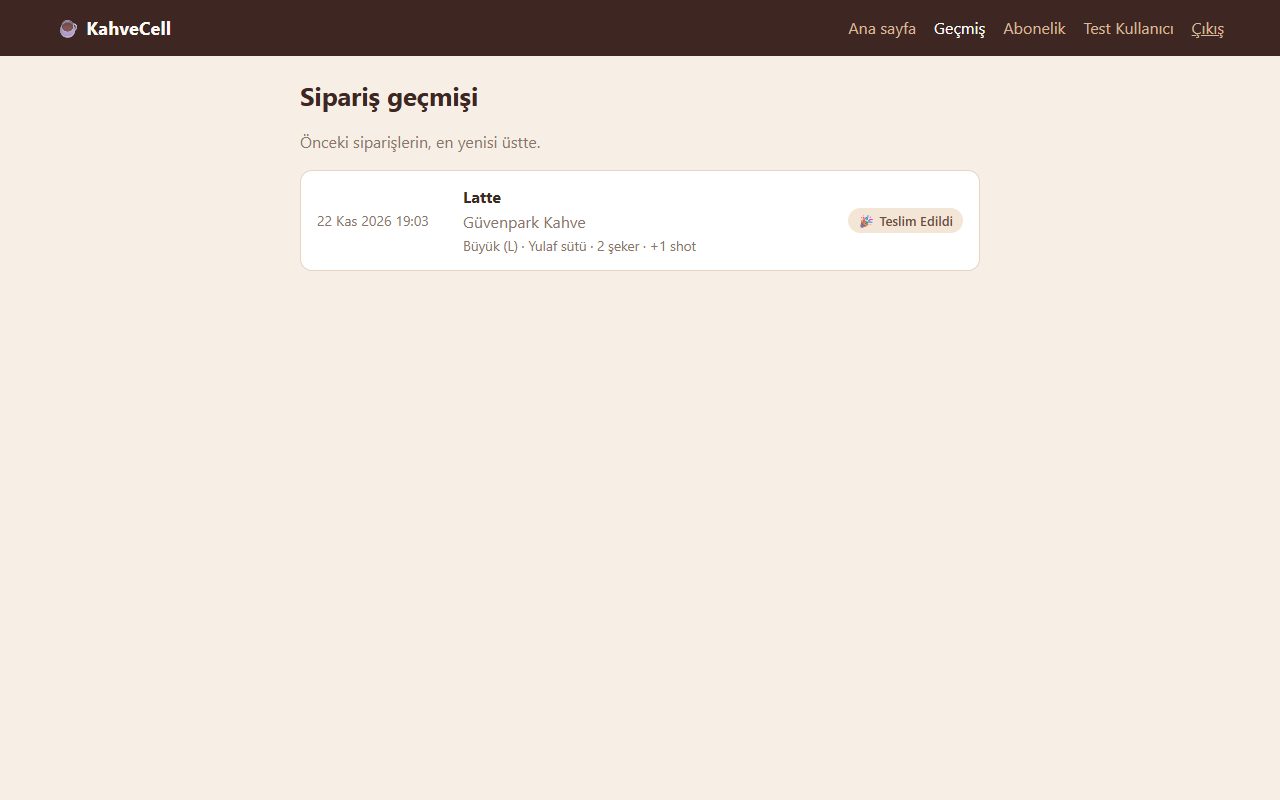 KahveCell
Ana sayfa Geçmiş Abonelik Test Kullanıcı Çıkış
Sipariş geçmişi
Önceki siparişlerin, en yenisi üstte.
22 Kas 2026 19:03
Latte
Güvenpark Kahve
Büyük (L) · Yulaf sütü · 2 şeker · +1 shot
Teslim Edildi